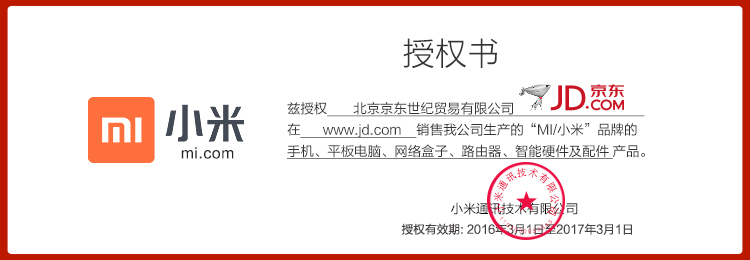 授权书
mi
小米
mi.com
JD.京东
.COM
兹授权 北京京东世纪贸易有限公司
在 www.jd.com 销售我公司生产的“MI/小米”品牌的
手机、平板电脑、网络盒子、路由器、智能硬件及配件 产品。
小米通讯技术有限公司
小米通讯技术有限公司
授权有效期: 2016年3月1日至2017年3月1日